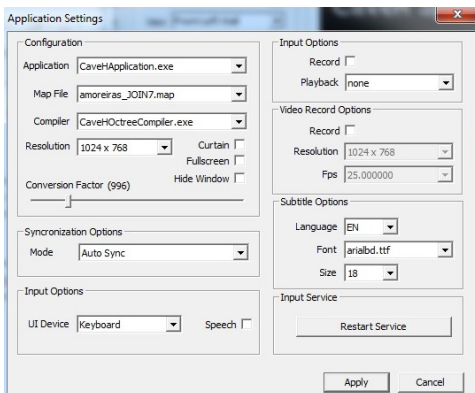 Application Settings
Configuration
Application CaveHApplication.exe
Map File amoreiras_JOIN7.map
Compiler CaveHOctreeCompiler.exe
Resolution 1024 x 768 Curtain
Fullscreen
Hide Window
Conversion Factor (996)
Syncronization Options
Mode Auto Sync
Input Options
UI Device Keyboard Speech
Input Options
Record
Playback none
Video Record Options
Record
Resolution 1024 x 768
Fps 25.000000
Subtitle Options
Language EN
Font arialbd.ttf
Size 18
Input Service
Restart Service
Apply Cancel